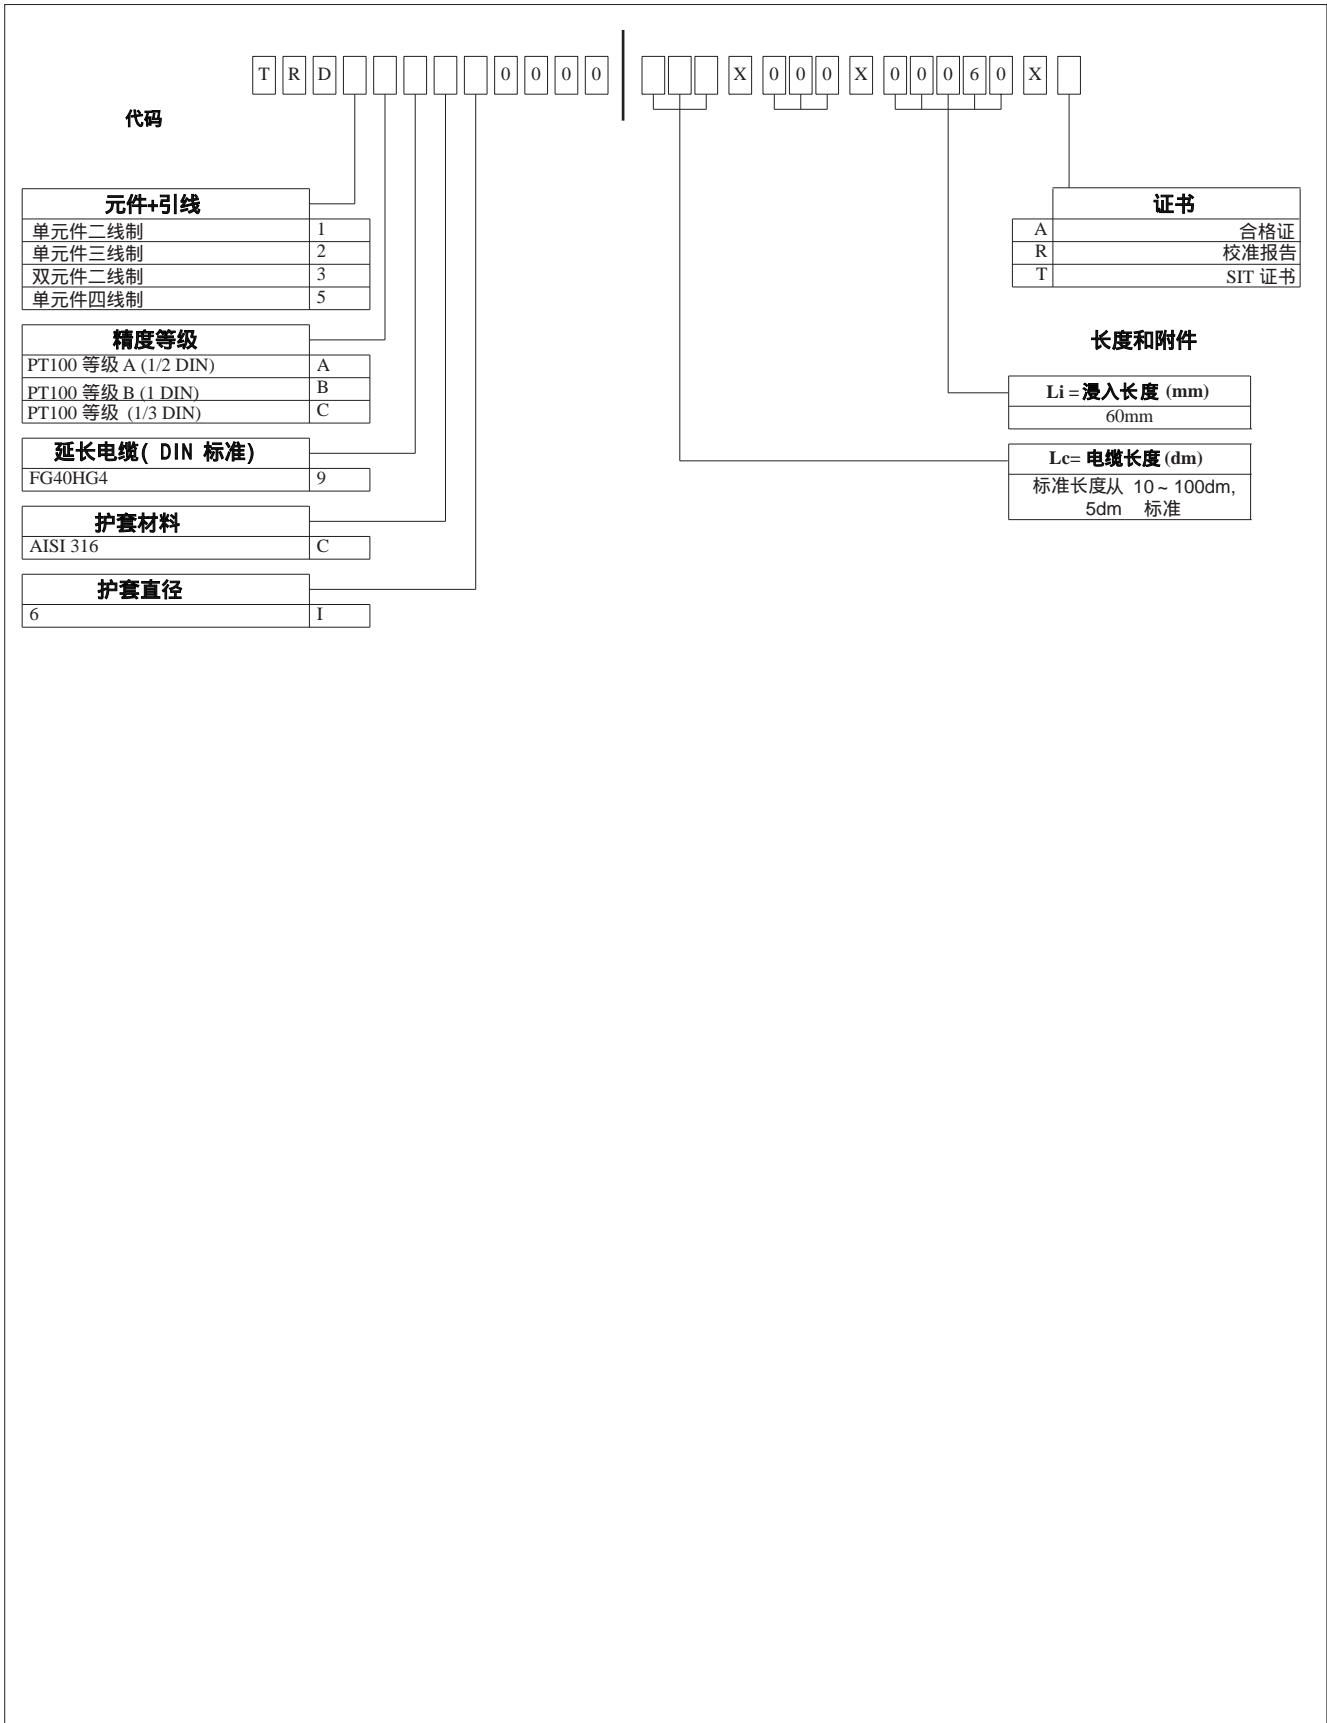 T R D 0 0 0 0 X 0 0 0 X 0 0 0 6 0 X
代码
元件+引线
单元件二线制 1
单元件三线制 2
双元件二线制 3
单元件四线制 5
精度等级
PT100 等级 A (1/2 DIN) A
PT100 等级 B (1 DIN) B
PT100 等级 (1/3 DIN) C
延长电缆( DIN 标准)
FG40HG4 9
护套材料
AISI 316 C
护套直径
6 I
证书
A 合格证
R 校准报告
T SIT 证书
长度和附件
Li =浸入长度 (mm)
60mm
Lc= 电缆长度 (dm)
标准长度从 10 ~ 100dm,
5dm 标准